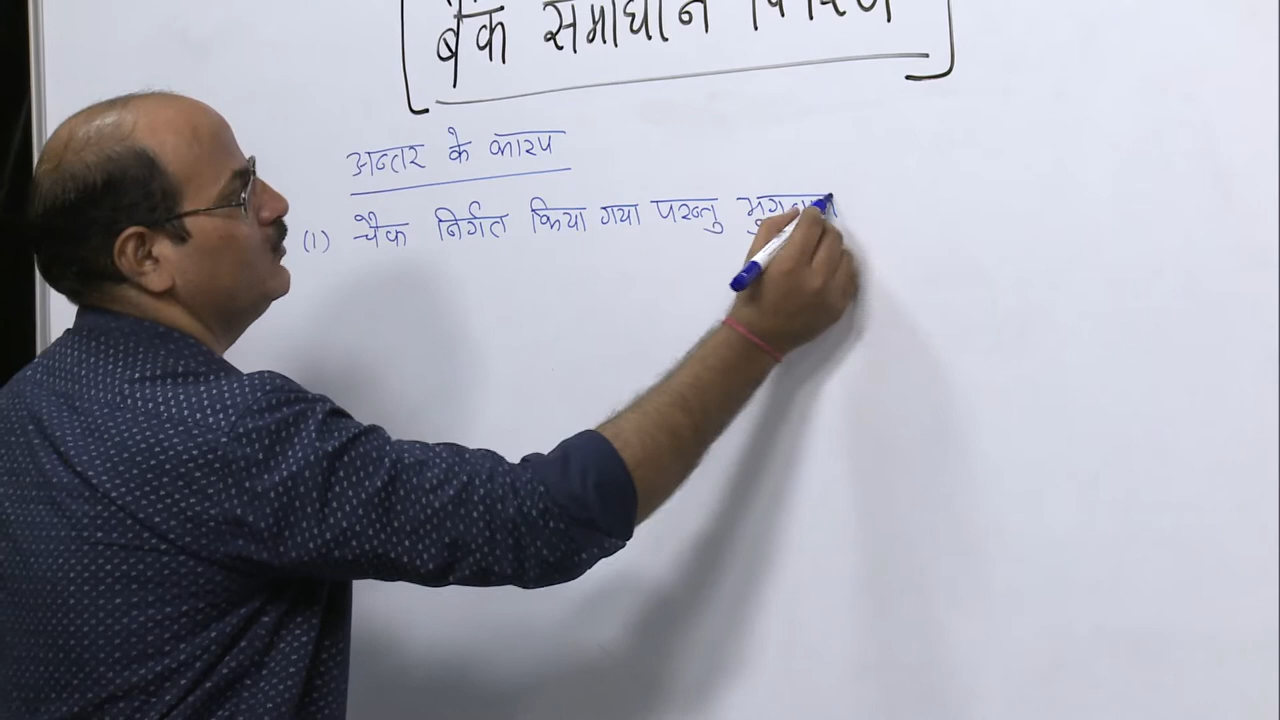 बैंक समाधान विवरण
अन्तर के कारण
(1) चैक निर्गत किया गया परन्तु भुगतान